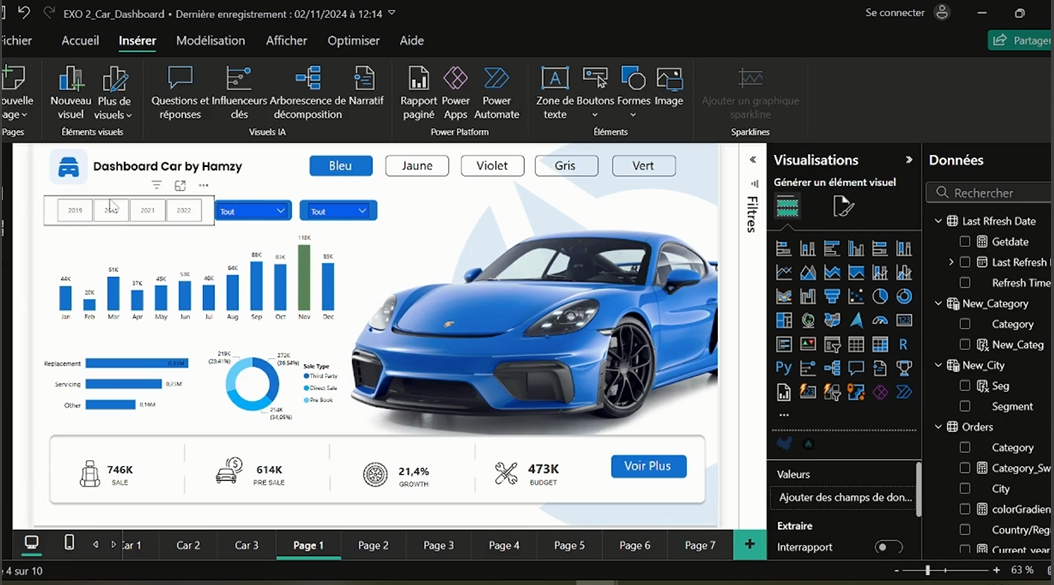 EXO 2_Car_Dashboard • Dernière enregistrement : 02/11/2024 à 12:14
Se connecter
ichier Accueil Insérer Modélisation Afficher Optimiser Aide
Partager
ouvelle age
Nouveau visuel
Plus de visuels
Questions et réponses
Influenceurs clés
Arborescence de décomposition
Narratif
Rapport paginé
Power Apps
Power Automate
Zone de texte
Boutons
Formes
Image
Ajouter un graphique sparkline
Pages
Éléments visuels
Visuels IA
Power Platform
Éléments
Sparklines
Dashboard Car by Hamzy
Bleu
Jaune
Violet
Gris
Vert
2019 2021 2022
Tout
Tout
44K 20K 61K 37K 45K 53K 46K 64K 88K 83K 118K 85K
Jan Feb Mar Apr May Jun Jul Aug Sep Oct Nov Dec
Replacement
Servicing 0,25M
Other 0,16M
219K
(29,41%)
272K
(36,54%)
254K
(34,05%)
Sale Type
Third Party
Direct Sale
Pre Book
746K
SALE
614K
PRE SALE
21,4%
GROWTH
473K
BUDGET
Voir Plus
Filtres
Visualisations
Générer un élément visuel
Py
R
Valeurs
Ajouter des champs de don...
Extraire
Interrapport
Données
Rechercher
Last Rfresh Date
Getdate
Last Refresh
Refresh Time
New_Category
Category
New_Categ
New_City
Seg
Segment
Orders
Category
Category_Sw
City
colorGradien
Country/Reg
Current_year
Car 1
Car 2
Car 3
Page 1
Page 2
Page 3
Page 4
Page 5
Page 6
Page 7
4 sur 10
63 %